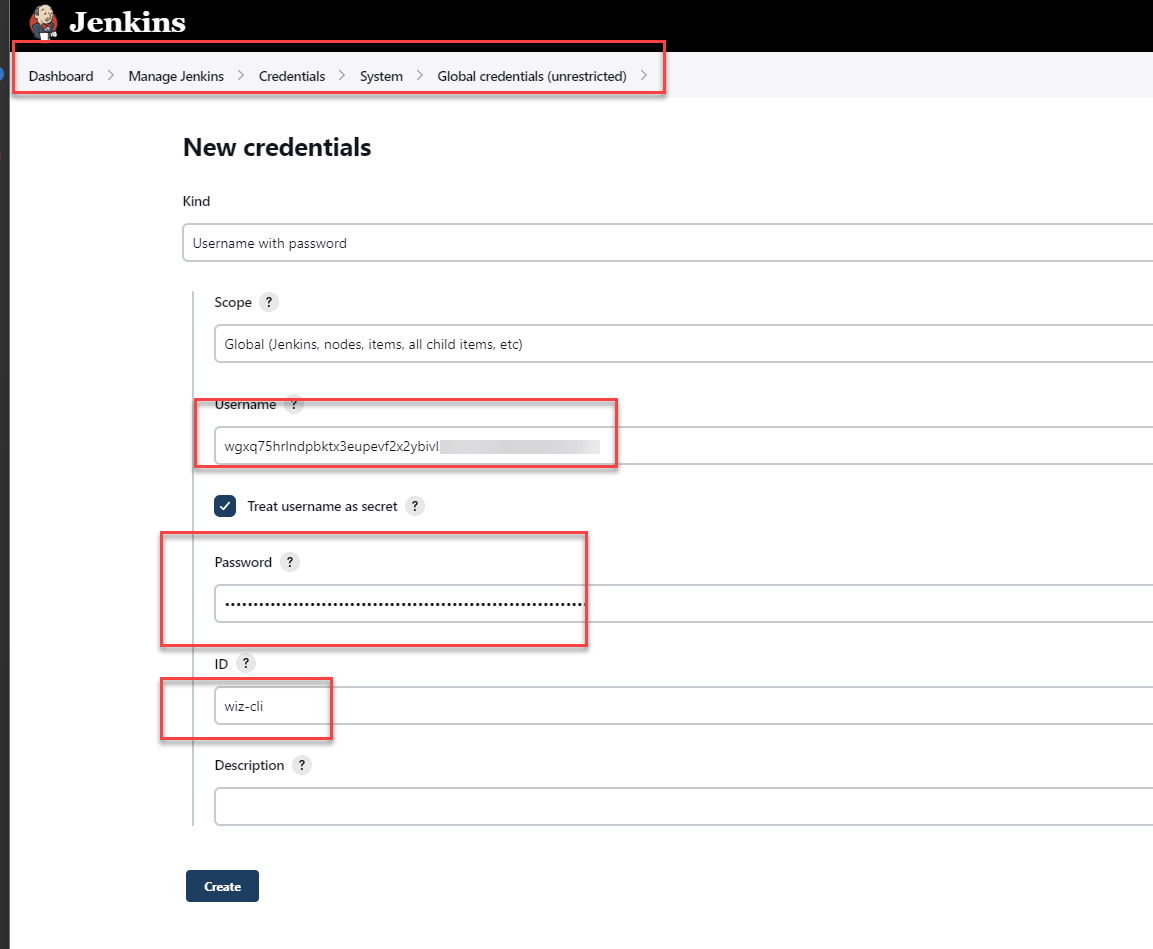 Jenkins
Dashboard > Manage Jenkins > Credentials > System > Global credentials (unrestricted) >
New credentials
Kind
Username with password
Scope ?
Global (Jenkins, nodes, items, all child items, etc)
Username ?
wgxq75hrlndpbktx3eupevf2x2ybivl
Treat username as secret ?
Password ?
ID ?
wiz-cli
Description ?
Create